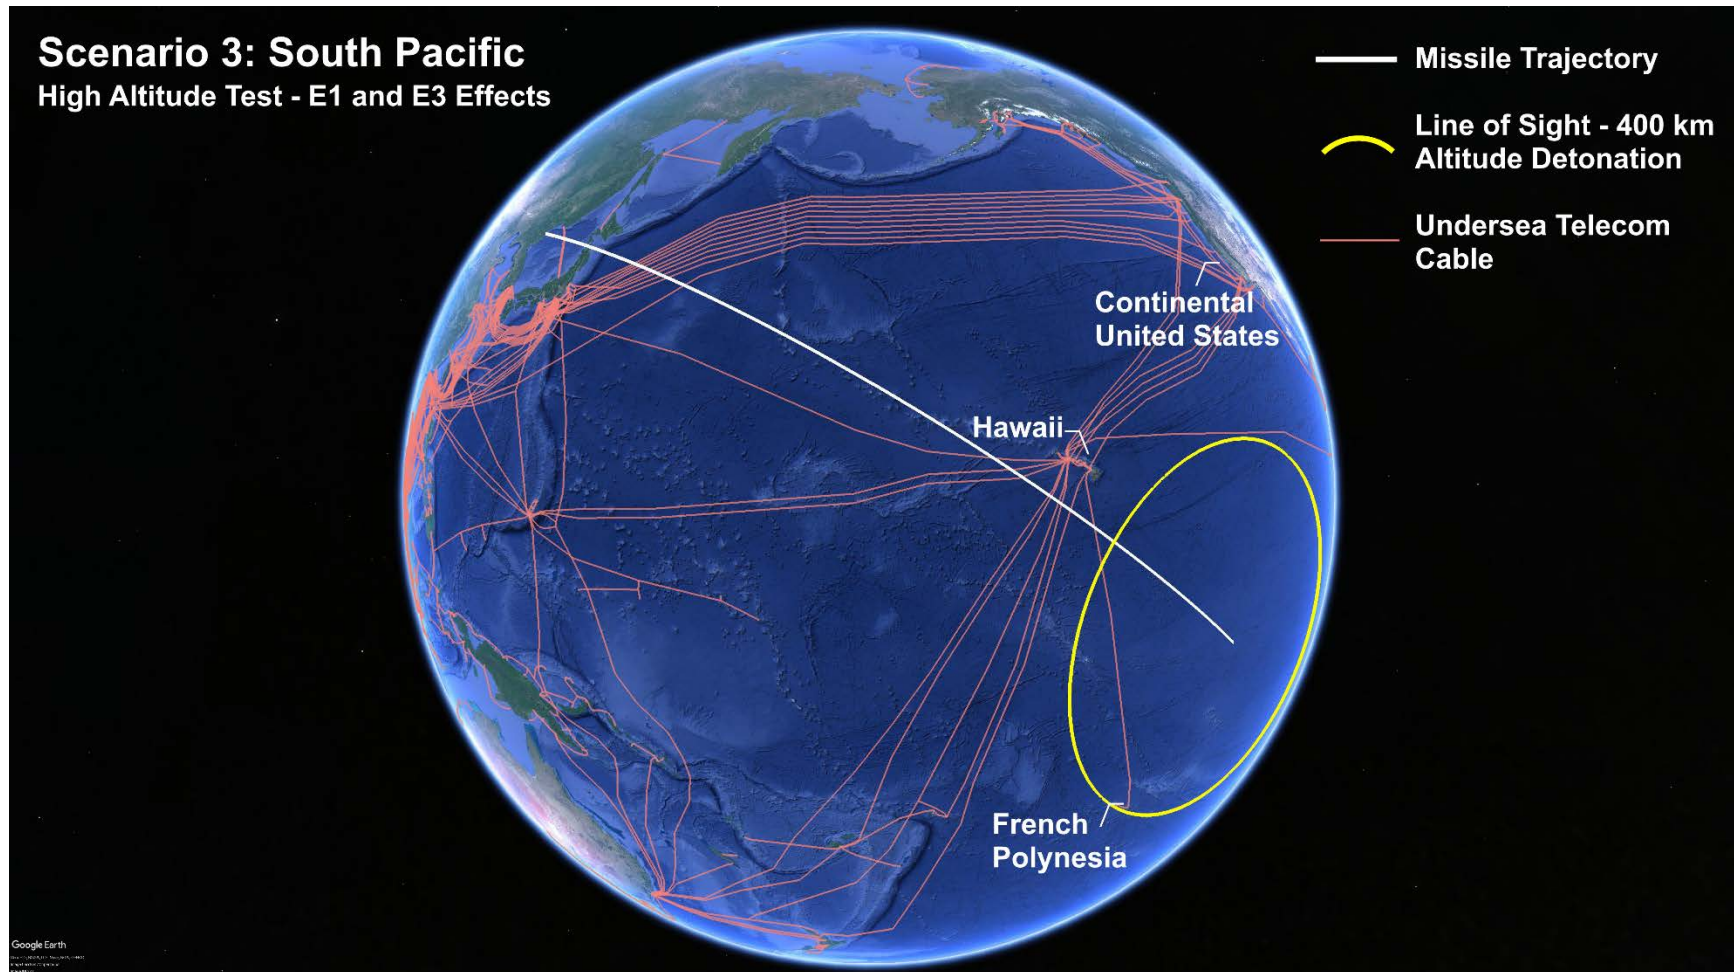 Scenario 3: South Pacific
High Altitude Test - E1 and E3 Effects
Missile Trajectory
Line of Sight - 400 km
Altitude Detonation
Undersea Telecom
Cable
Continental
United States
Hawaii
French
Polynesia
Google Earth